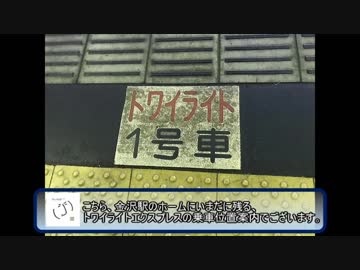 トワイライト
1号車
こちら、金沢駅のホームにいまだに残る、
トワイライトエクスプレスの乗車位置案内でございます。